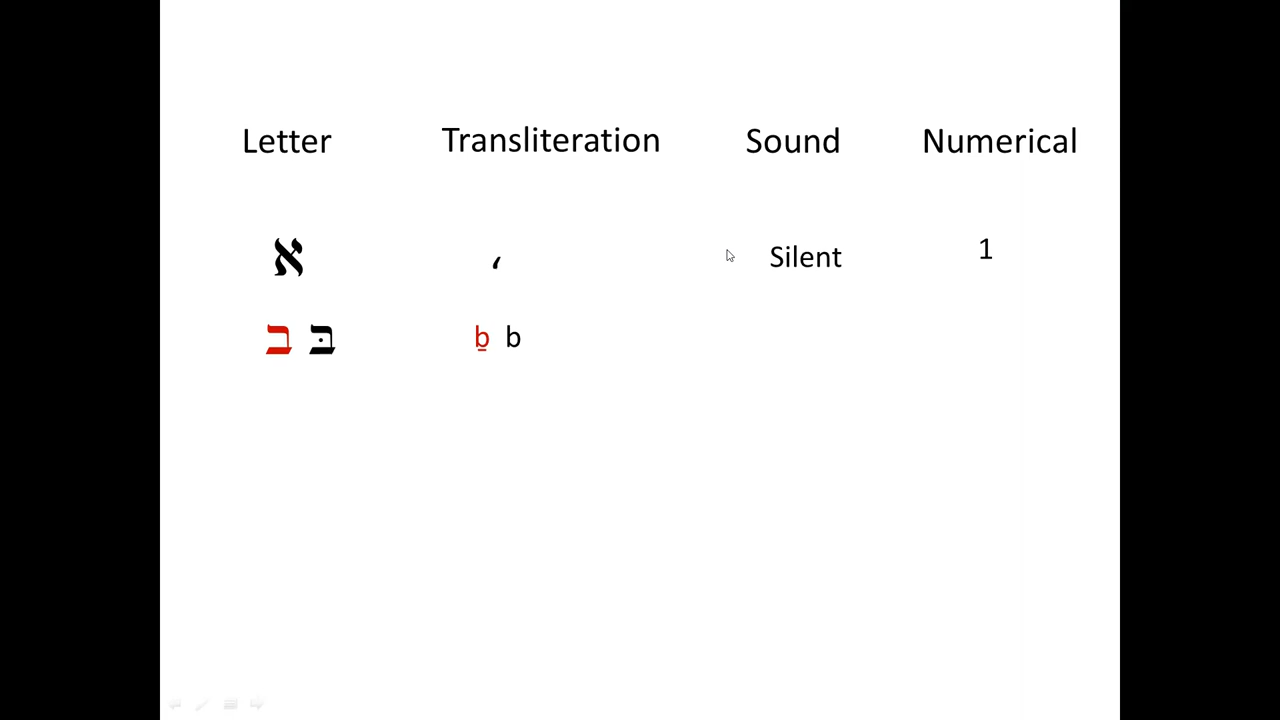 Letter Transliteration Sound Numerical
א ʼ Silent 1
ב בּ ḇ b